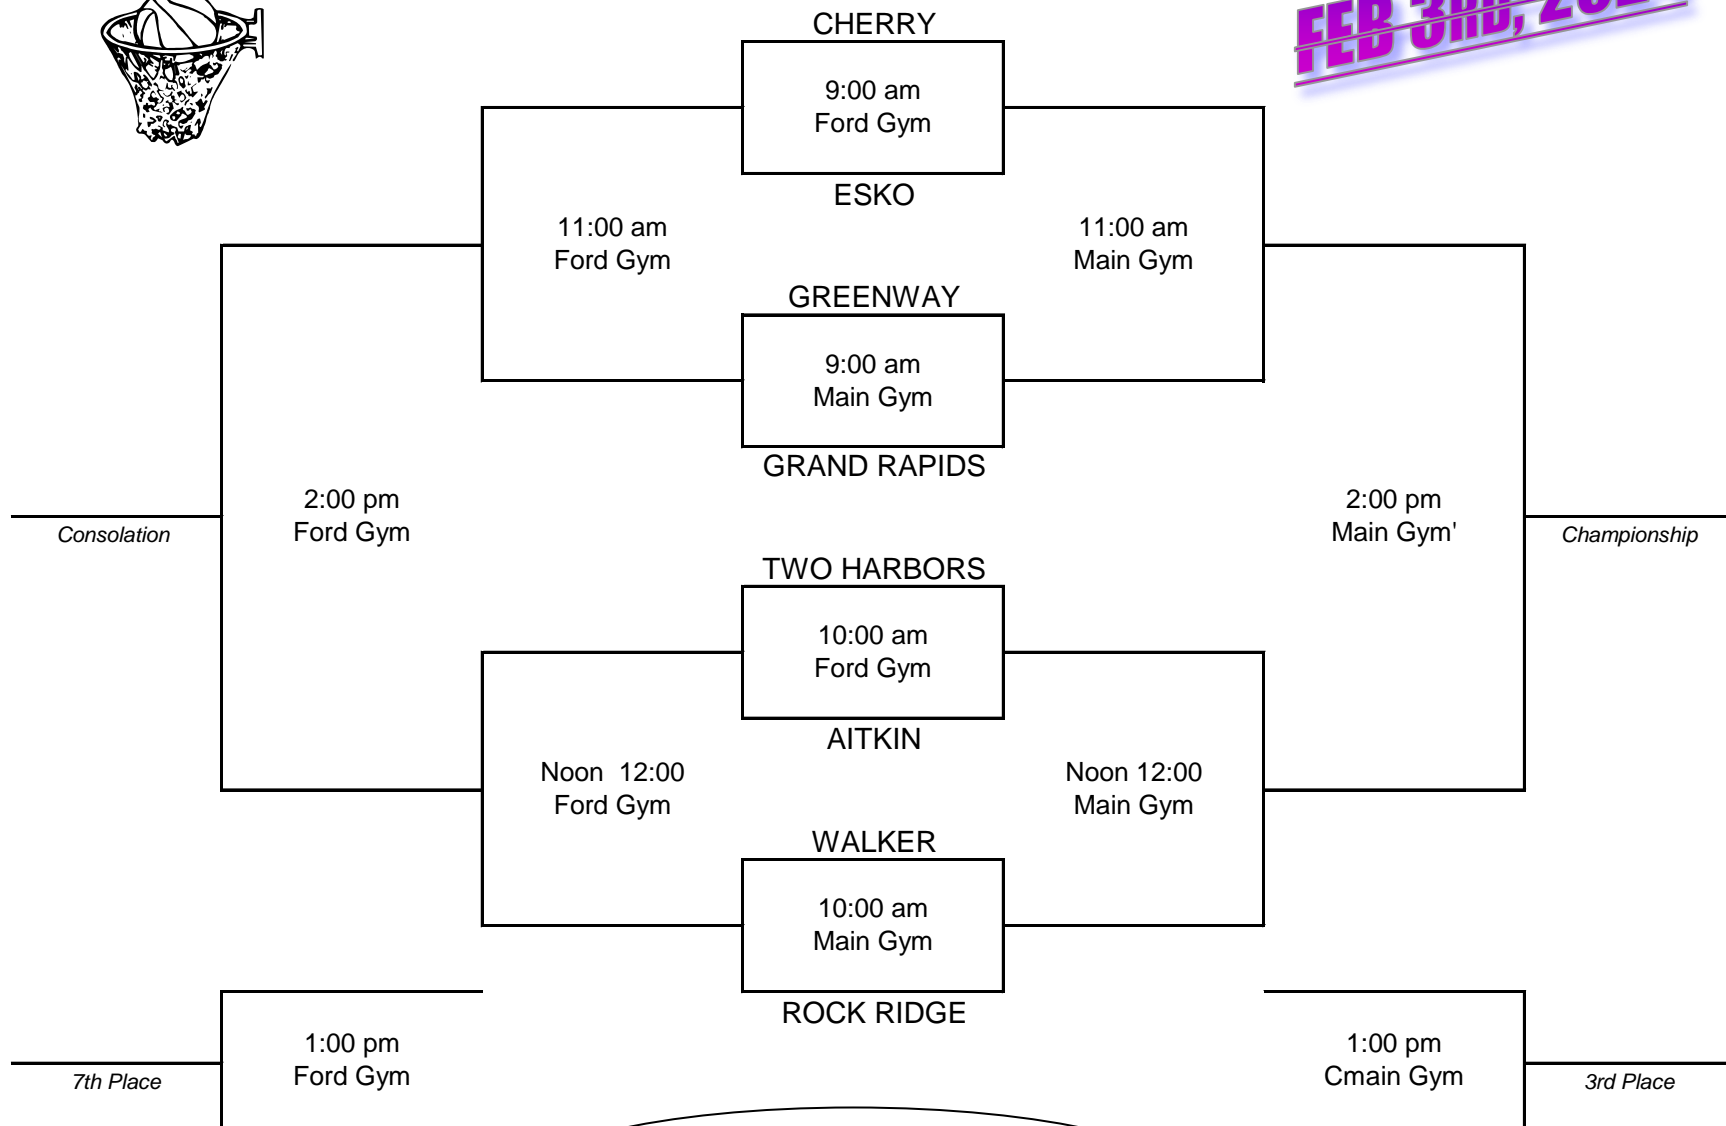 CHERRY
FEB 3RD,
9:00 am
Ford Gym
ESKO
11:00 am
Ford Gym
11:00 am
Main Gym
GREENWAY
9:00 am
Main Gym
GRAND RAPIDS
2:00 pm
Ford Gym
Consolation
2:00 pm
Main Gym'
Championship
TWO HARBORS
10:00 am
Ford Gym
AITKIN
Noon  12:00
Ford Gym
Noon 12:00
Main Gym
WALKER
10:00 am
Main Gym
ROCK RIDGE
1:00 pm
Ford Gym
7th Place
1:00 pm
Cmain Gym
3rd Place